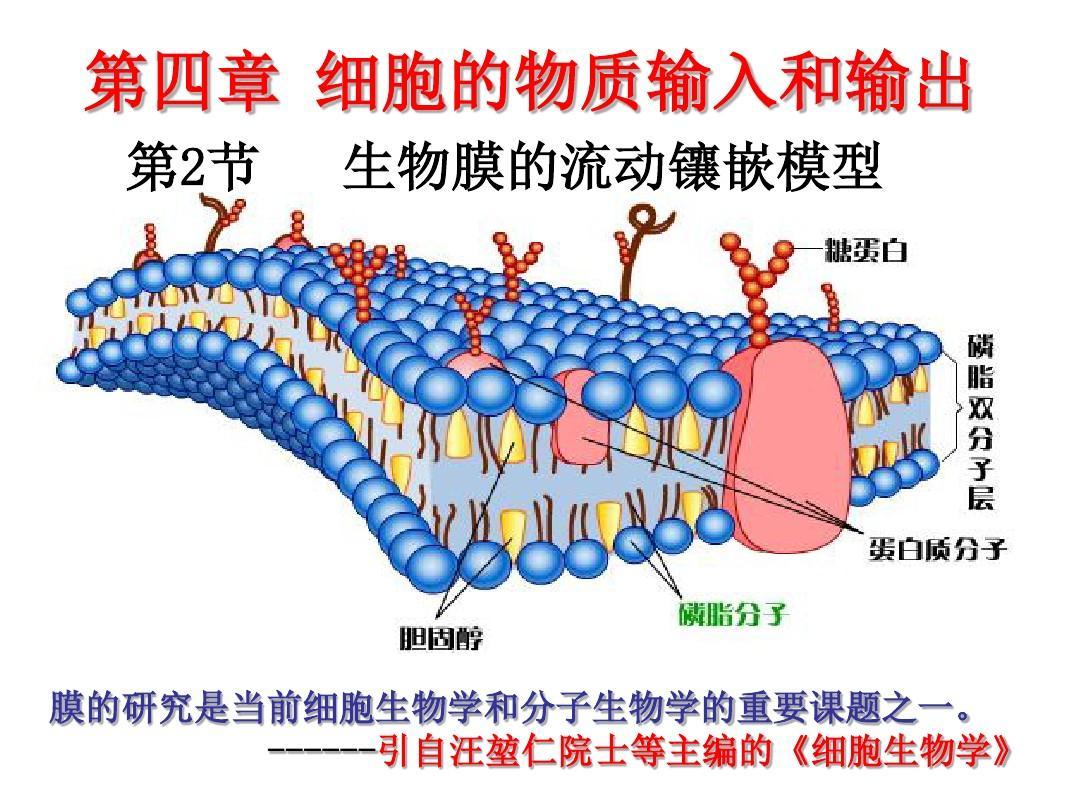 第四章 细胞的物质输入和输出
第2节 生物膜的流动镶嵌模型
糖蛋白
磷脂双分子层
蛋白质分子
磷脂分子
胆固醇
膜的研究是当前细胞生物学和分子生物学的重要课题之一。
------引自汪堃仁院士等主编的《细胞生物学》